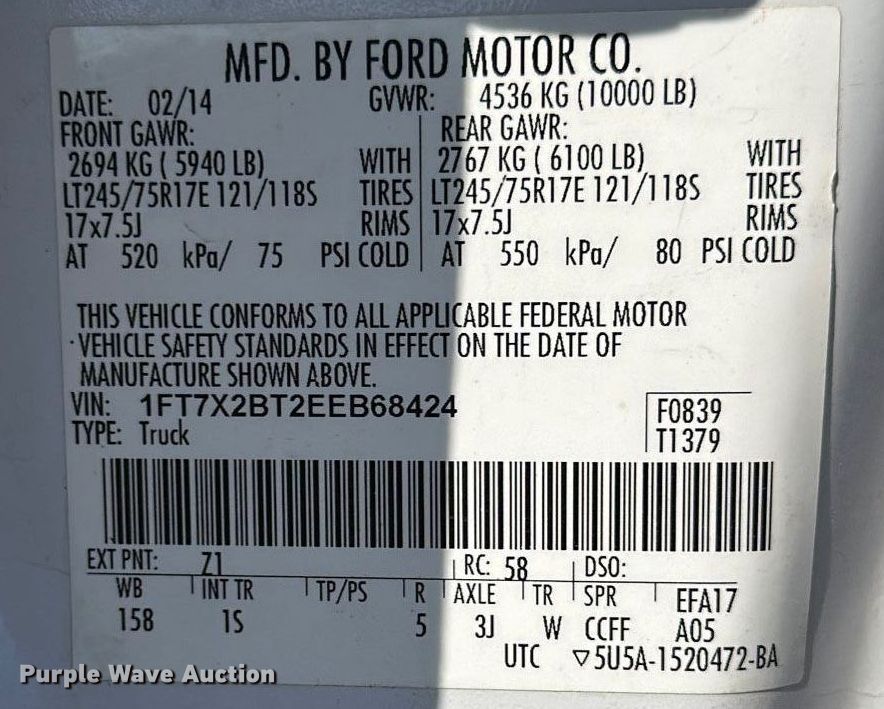 MFD. BY FORD MOTOR CO.
DATE: 02/14 GVWR: 4536 KG (10000 LB)
FRONT GAWR: REAR GAWR:
2694 KG ( 5940 LB) WITH 2767 KG ( 6100 LB) WITH
LT245/75R17E 121/118S TIRES LT245/75R17E 121/118S TIRES
17x7.5J RIMS 17x7.5J RIMS
AT 520 kPa/ 75 PSI COLD AT 550 kPa/ 80 PSI COLD
THIS VEHICLE CONFORMS TO ALL APPLICABLE FEDERAL MOTOR
VEHICLE SAFETY STANDARDS IN EFFECT ON THE DATE OF
MANUFACTURE SHOWN ABOVE.
VIN: 1FT7X2BT2EEB68424 F0839
TYPE: Truck T1379
EXT PNT: Z1 RC: 58 DSO:
WB INT TR TP/PS R AXLE TR SPR EFA17
158 1S 5 3J W CCFF A05
UTC ▽5U5A-1520472-BA
Purple Wave Auction